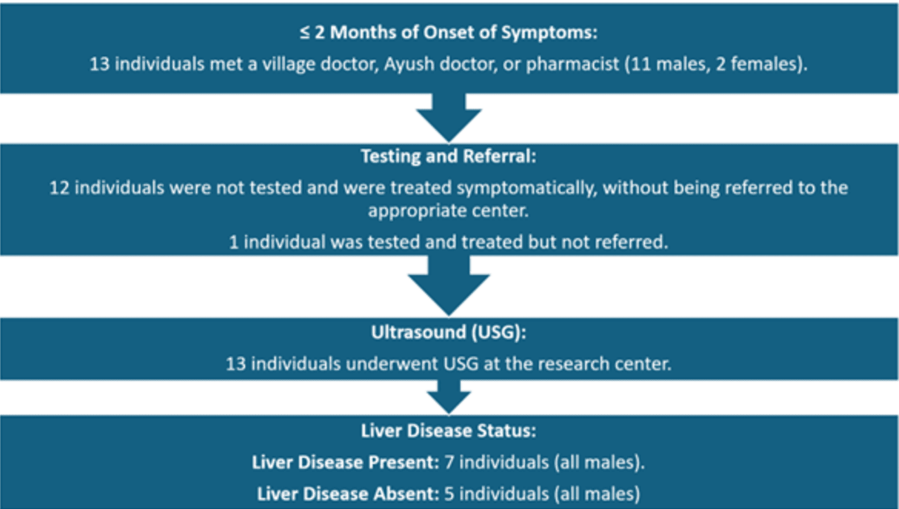 ≤ 2 Months of Onset of Symptoms:
13 individuals met a village doctor, Ayush doctor, or pharmacist (11 males, 2 females).
Testing and Referral:
12 individuals were not tested and were treated symptomatically, without being referred to the
appropriate center.
1 individual was tested and treated but not referred.
Ultrasound (USG):
13 individuals underwent USG at the research center.
Liver Disease Status:
Liver Disease Present: 7 individuals (all males).
Liver Disease Absent: 5 individuals (all males)